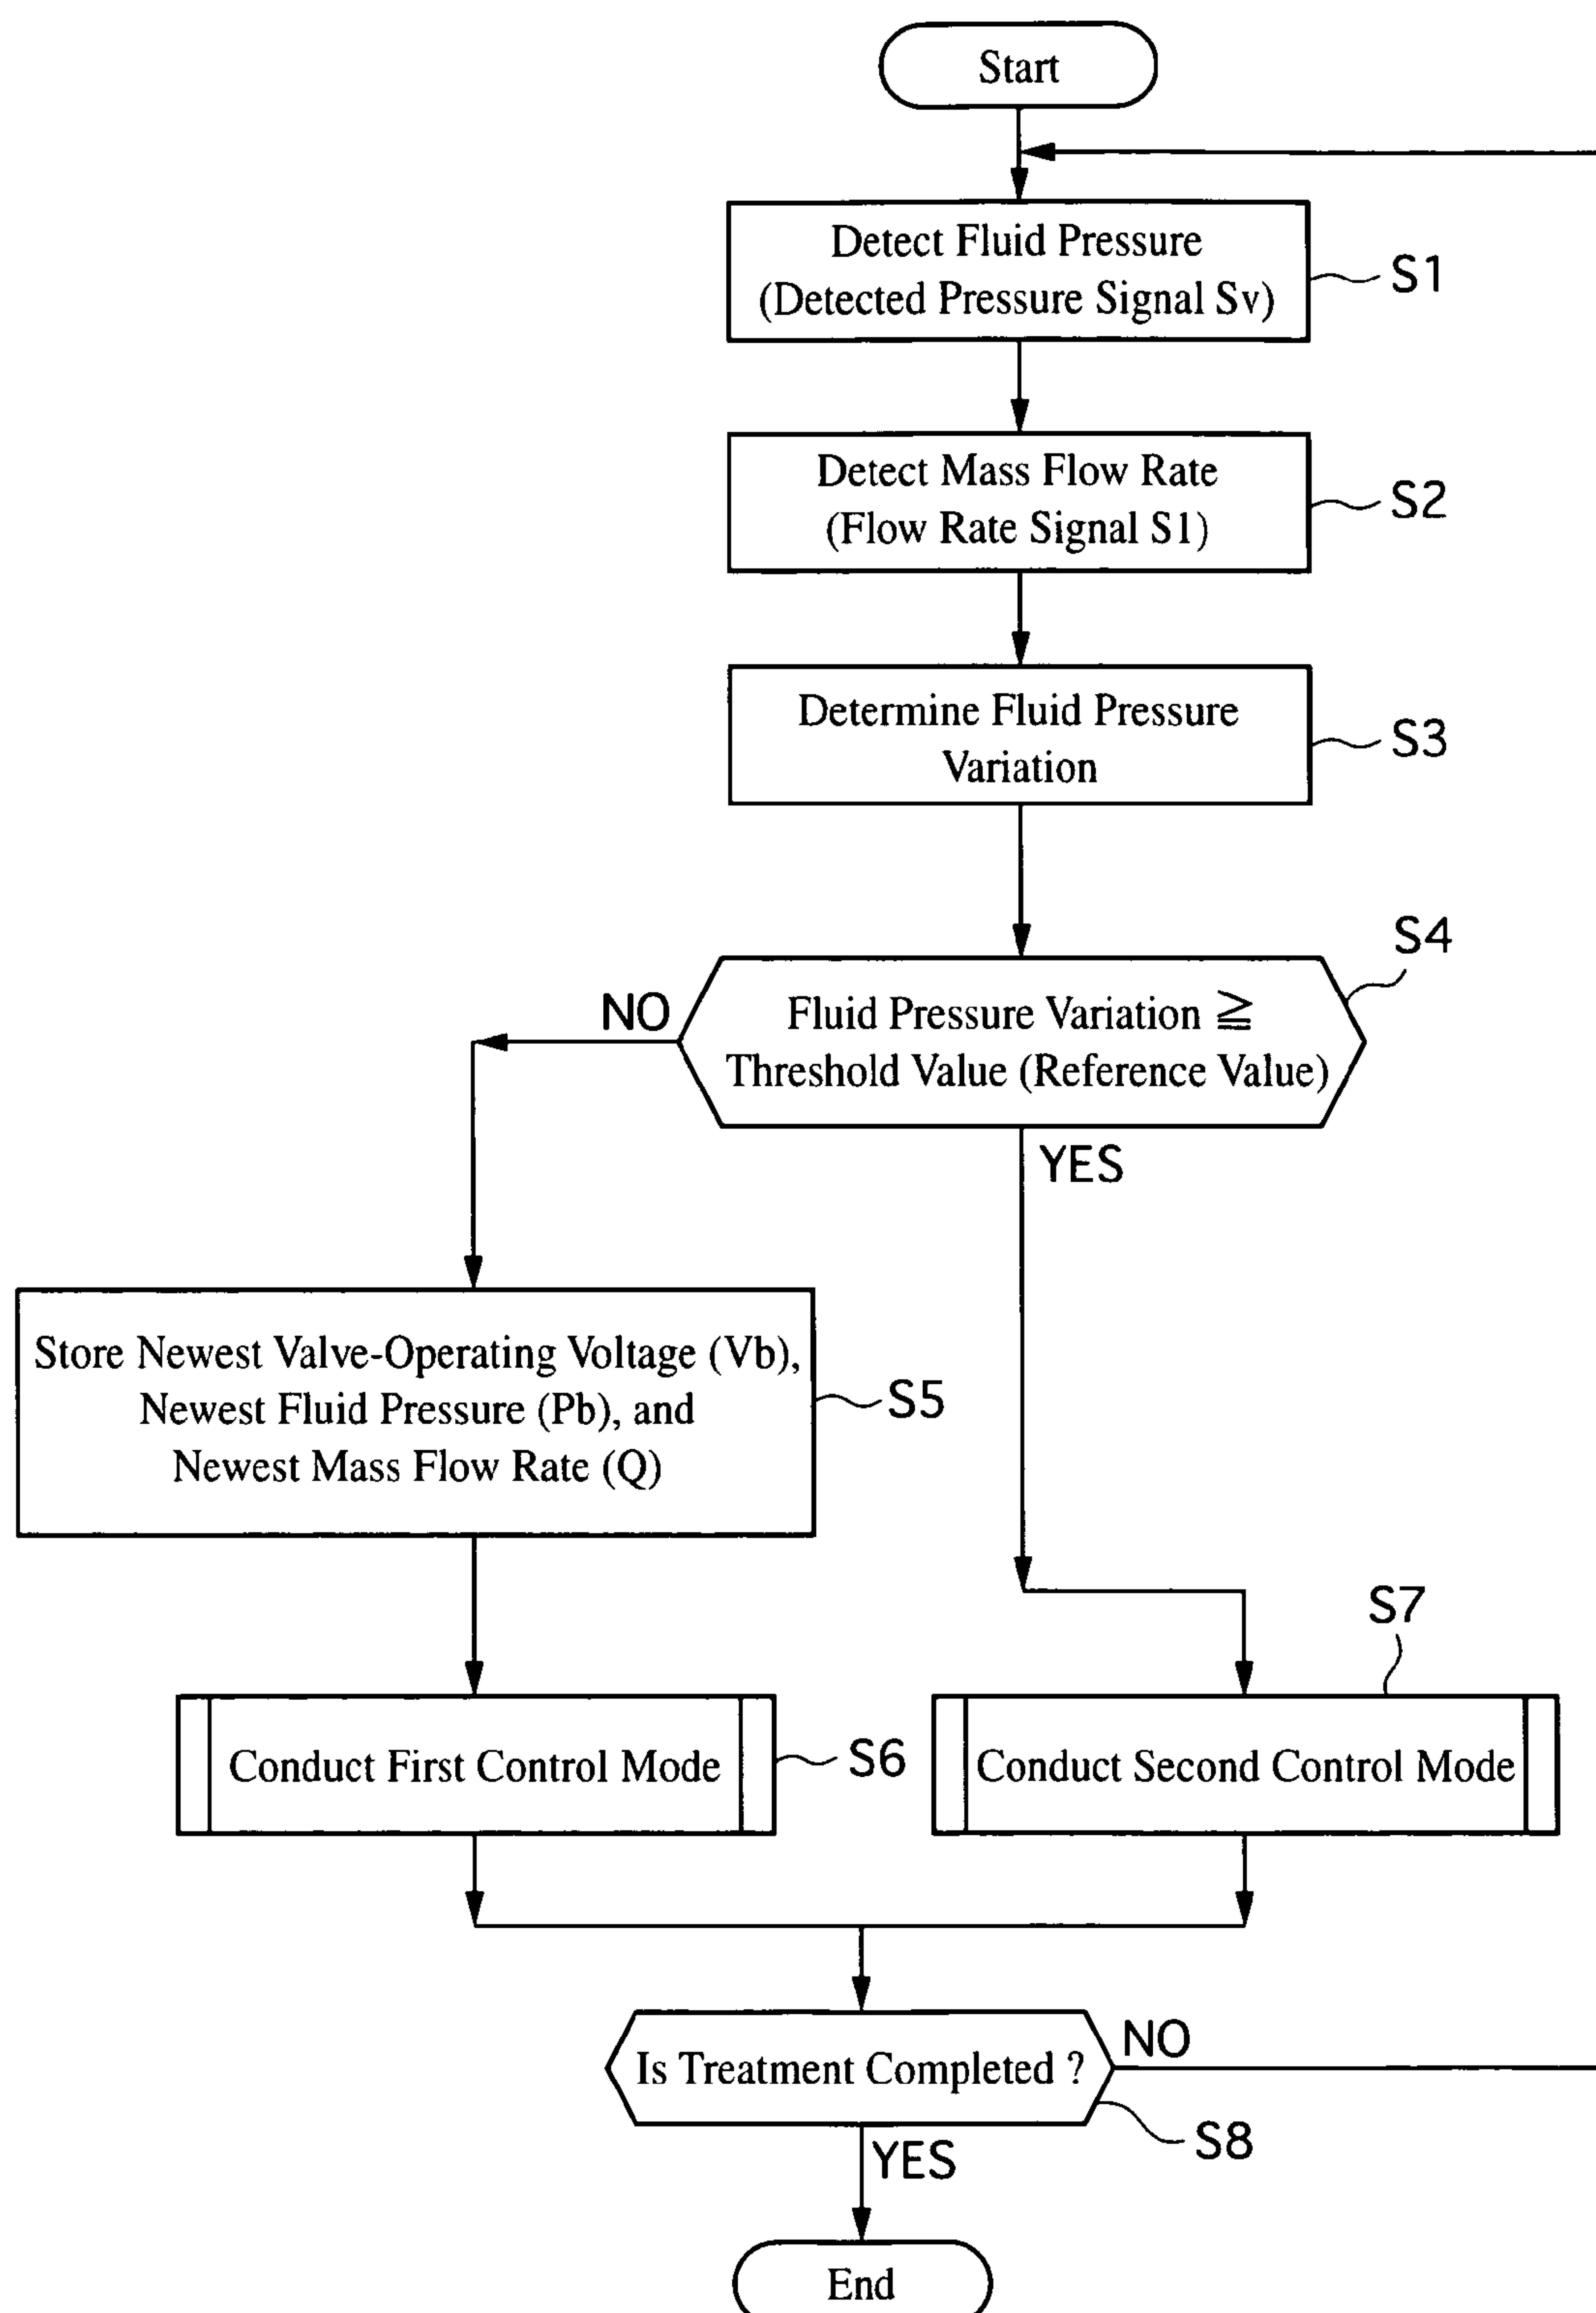 Start
Detect Fluid Pressure
(Detected Pressure Signal Sv)
S1
Detect Mass Flow Rate
(Flow Rate Signal S1)
S2
Determine Fluid Pressure
Variation
S3
S4
Fluid Pressure Variation ≧
Threshold Value (Reference Value)
NO
YES
Store Newest Valve-Operating Voltage (Vb),
Newest Fluid Pressure (Pb), and
Newest Mass Flow Rate (Q)
S5
S7
Conduct First Control Mode
S6
Conduct Second Control Mode
Is Treatment Completed ?
NO
S8
YES
End